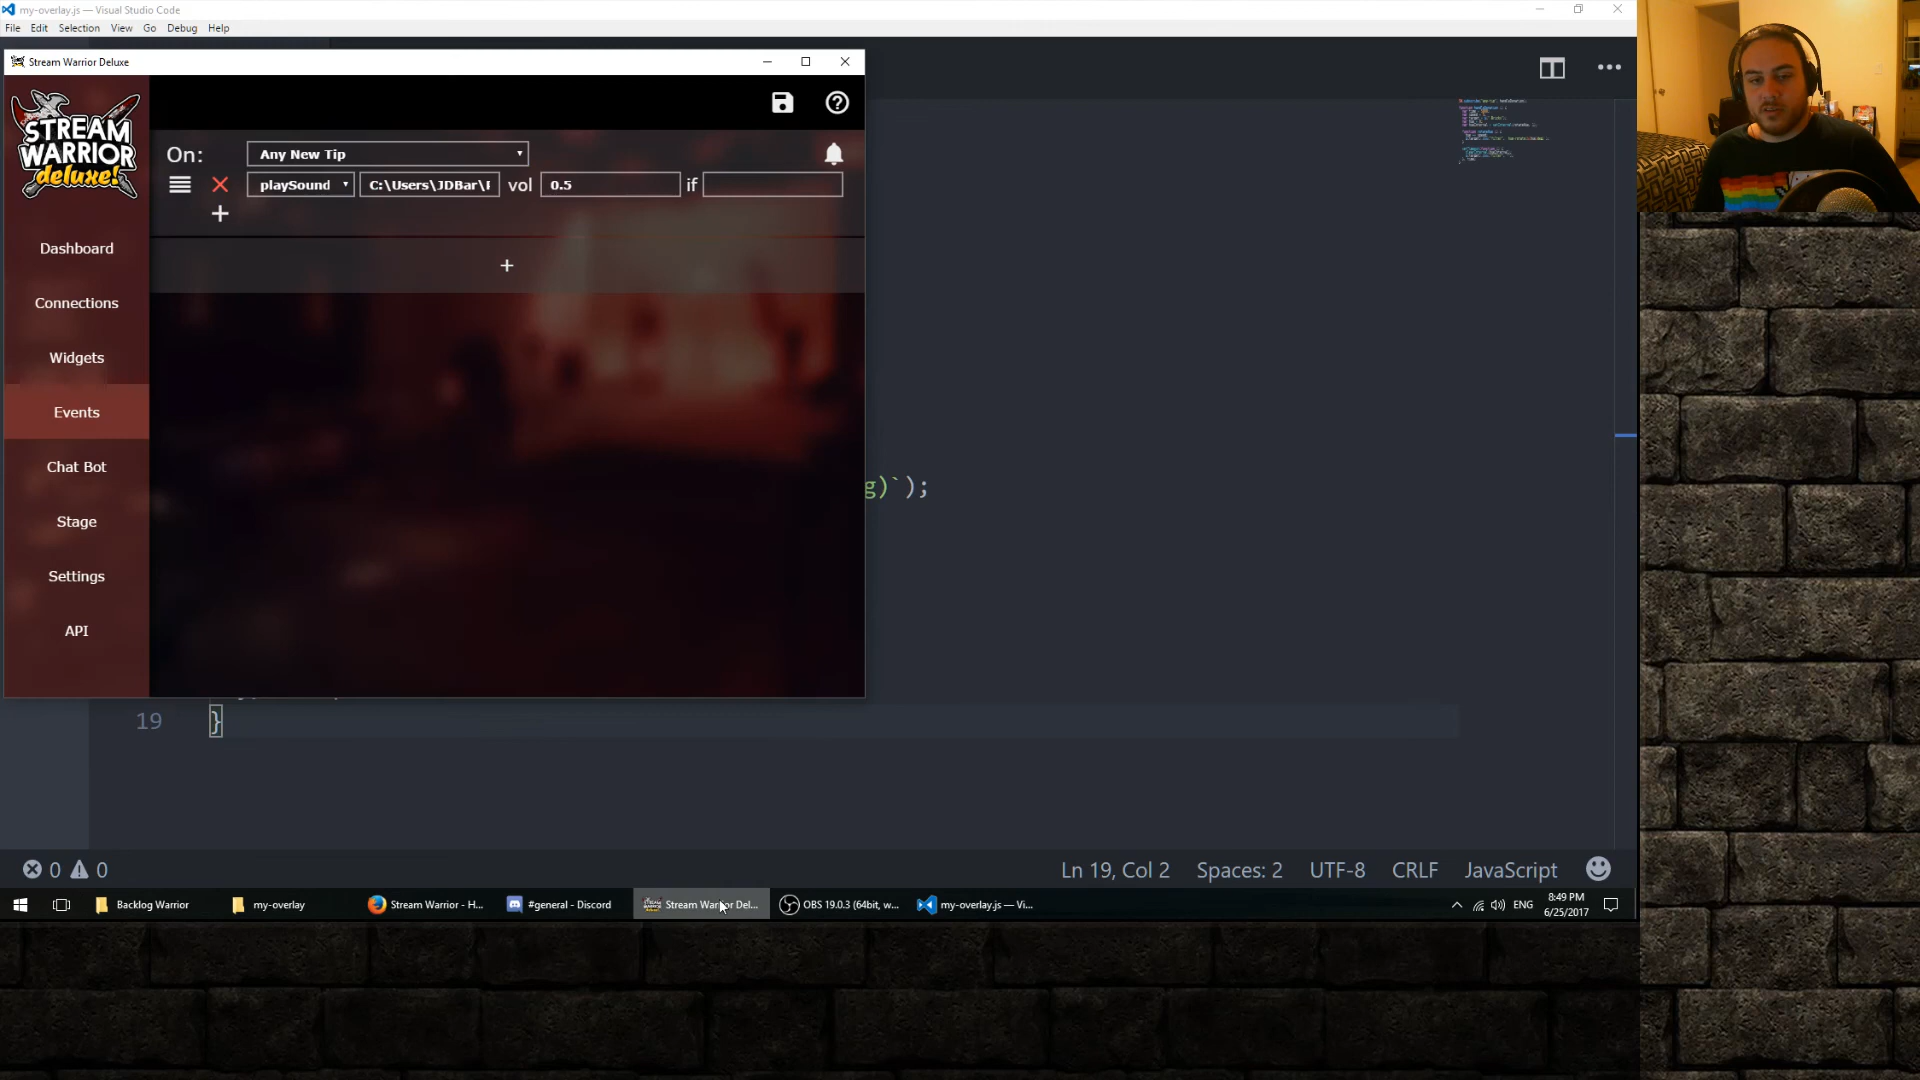 my-overlay.js — Visual Studio Code
File Edit Selection View Go Debug Help
Stream Warrior Deluxe
STREAM
WARRIOR
deluxe!
On: Any New Tip
playSound C:\Users\JDBar\ vol 0.5 if
+
+
Dashboard
Connections
Widgets
Events
Chat Bot
Stage
Settings
API
g)`);
19 }
0 0 Ln 19, Col 2 Spaces: 2 UTF-8 CRLF JavaScript
Backlog Warrior my-overlay Stream Warrior - H... #general - Discord Stream Warrior Del... OBS 19.0.3 (64bit, w... my-overlay.js — Vi... ENG 8:49 PM
6/25/2017